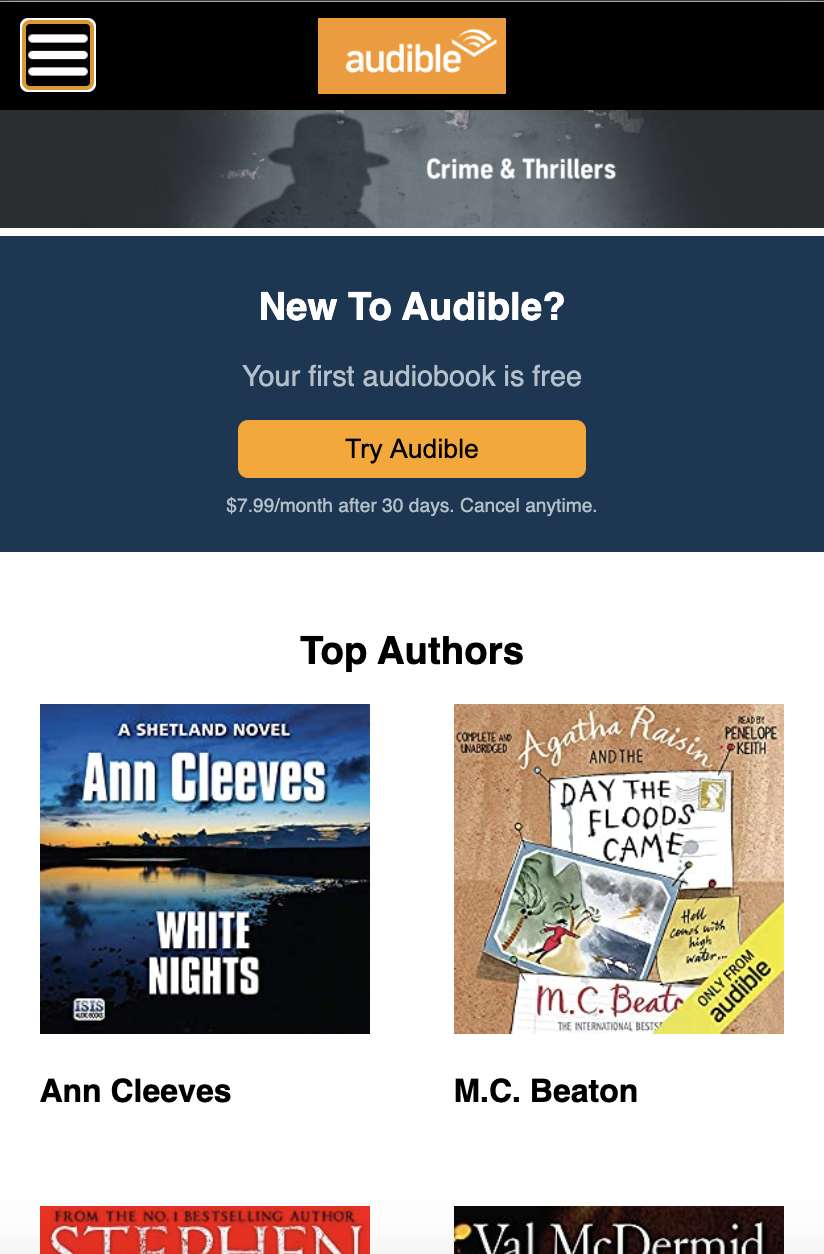 audible
Crime & Thrillers
New To Audible?
Your first audiobook is free
Try Audible
$7.99/month after 30 days. Cancel anytime.
Top Authors
A SHETLAND NOVEL
Ann Cleeves
WHITE
NIGHTS
ISIS
AUDIO BOOKS
COMPLETE AND
UNABRIDGED
Agatha Raisin
AND THE
READ BY
PENELOPE
KEITH
DAY THE
FLOODS
CAME
Hell
comes with
high
water...
M.C. Beato
THE INTERNATIONAL BESTS
ONLY FROM
audible
Ann Cleeves
M.C. Beaton
FROM THE NO. 1 BESTSELLING AUTHOR
STEPHEN
Val McDermid